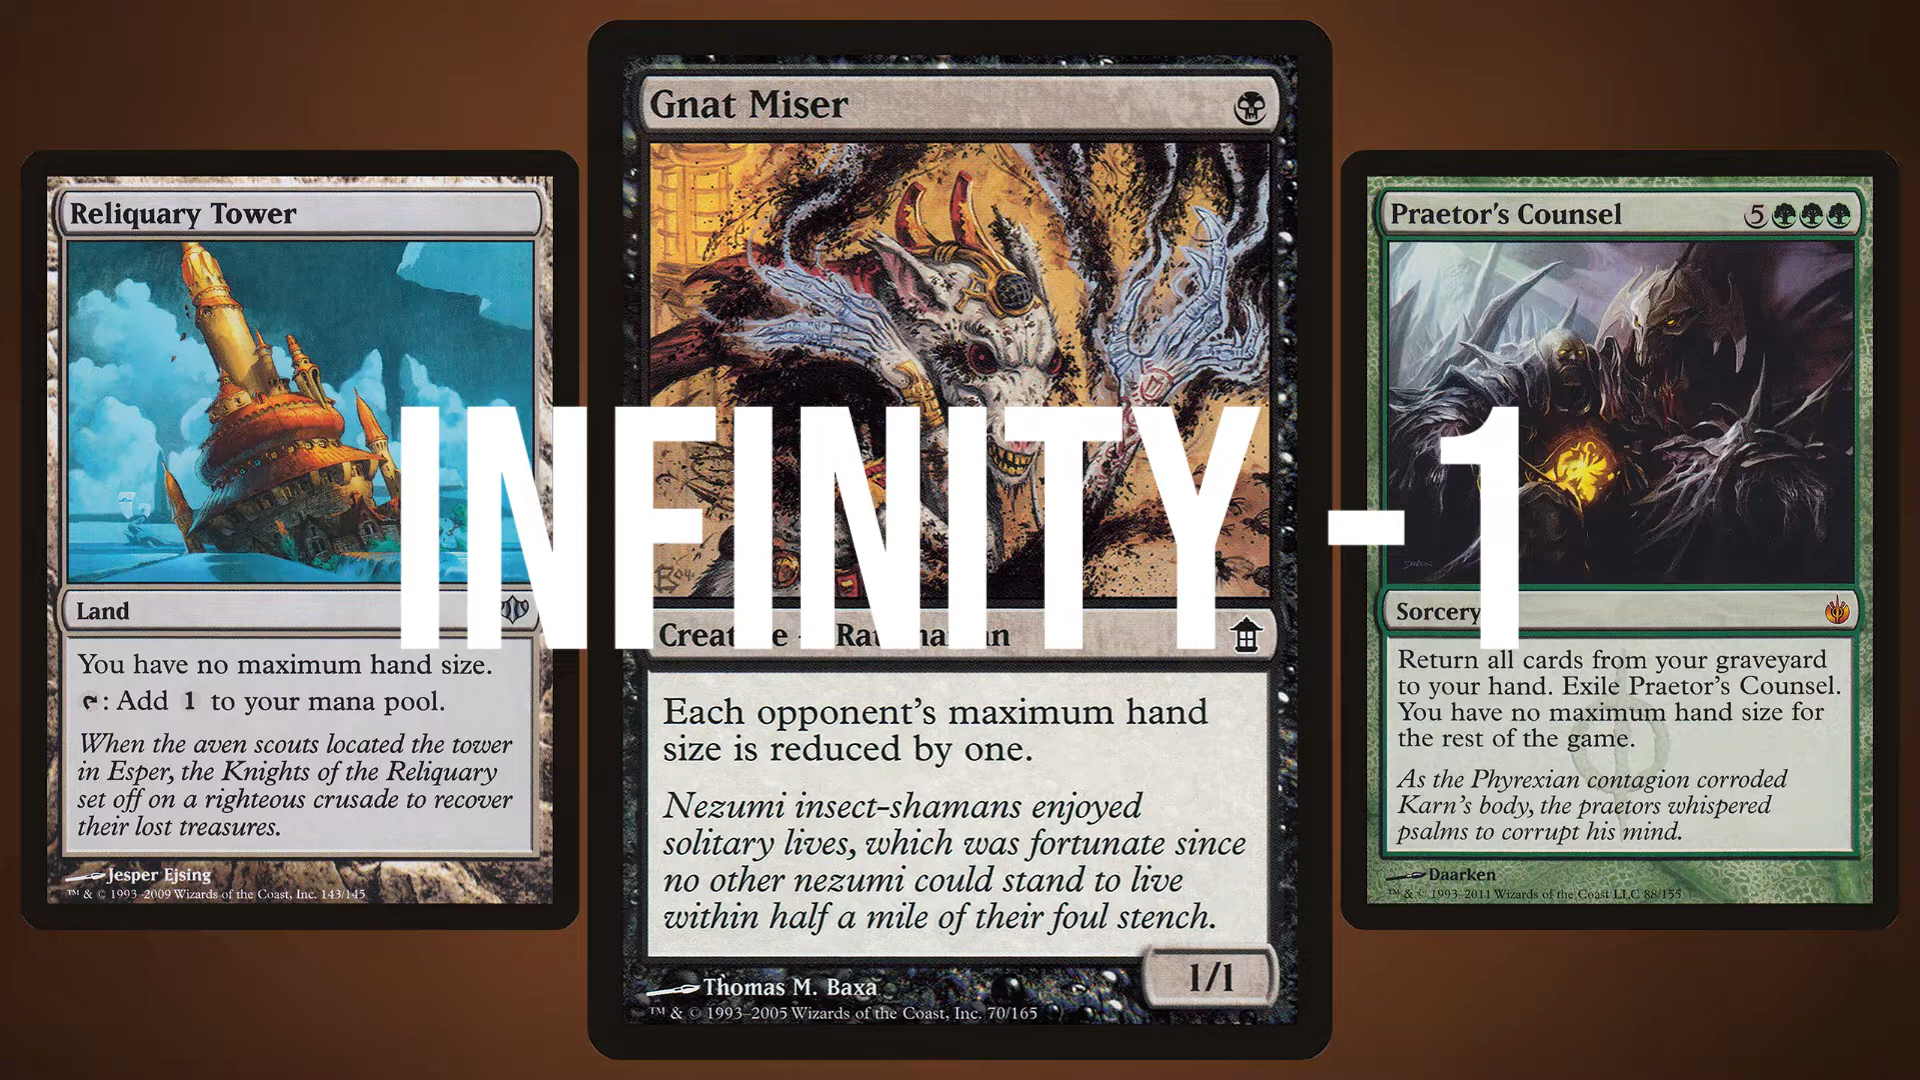 Reliquary Tower
Land
You have no maximum hand size.
: Add 1 to your mana pool.
When the aven scouts located the tower
in Esper, the Knights of the Reliquary
set off on a righteous crusade to recover
their lost treasures.
Jesper Ejsing
™ & © 1993-2009 Wizards of the Coast, Inc. 143/145
Gnat Miser
INFINITY -1
Each opponent's maximum hand
size is reduced by one.
Nezumi insect-shamans enjoyed
solitary lives, which was fortunate since
no other nezumi could stand to live
within half a mile of their foul stench.
1/1
Thomas M. Baxa
™ & © 1993–2005 Wizards of the Coast, Inc. 70/165
Praetor's Counsel 5
Sorcery
Return all cards from your graveyard
to your hand. Exile Praetor's Counsel.
You have no maximum hand size for
the rest of the game.
As the Phyrexian contagion corroded
Karn's body, the praetors whispered
psalms to corrupt his mind.
Daarken
™ & © 1993–2011 Wizards of the Coast LLC 88/155